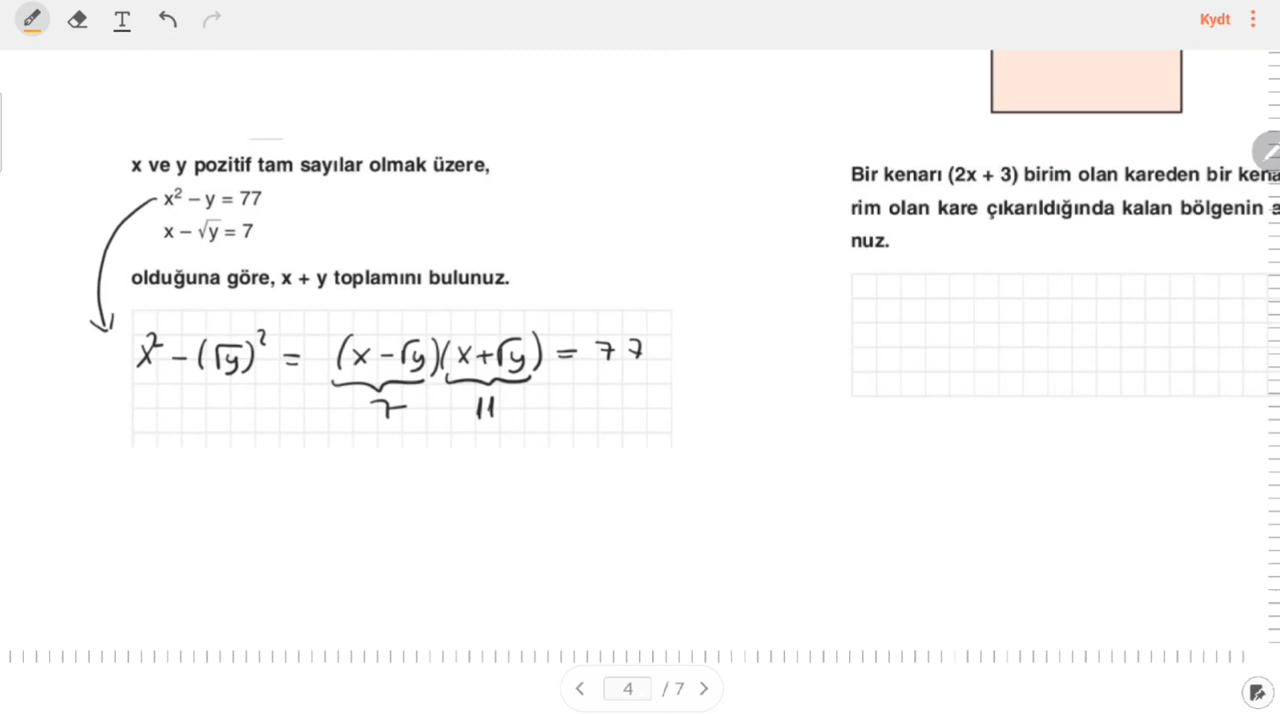 Kydt
x ve y pozitif tam sayılar olmak üzere,
x² – y = 77
x – √y = 7
olduğuna göre, x + y toplamını bulunuz.
x² – (√y)² = (x – √y)(x + √y) = 77
7 11
Bir kenarı (2x + 3) birim olan kareden bir
rim olan kare çıkarıldığında kalan bölgenin
nuz.
4 / 7